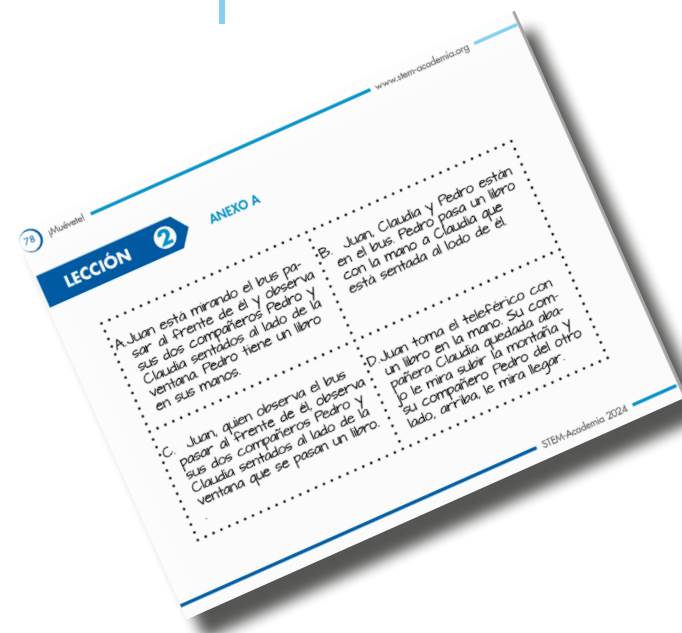 78 ¡Muévete!
www.stem-academia.org
LECCIÓN 2
ANEXO A
A. Juan está mirando el bus pa-
sar al frente de él y observa
sus dos compañeros Pedro y
Claudia sentados al lado de la
ventana. Pedro tiene un libro
en sus manos.
B. Juan, Claudia y Pedro están
en el bus. Pedro pasa un libro
con la mano a Claudia que
está sentada al lodo de él.
C. Juan, quien observa el bus
pasar al frente de él, observa
sus dos compañeros Pedro y
Claudia sentados al lado de la
ventana que se pasan un libro.
.
D. Juan toma el teleférico con
un libro en la mano. Su com-
pañera Claudia quedada aba-
jo le mira subir la montaña y
su compañero Pedro del otro
lado, arriba, le mira llegar.
STEM-Academia 2024